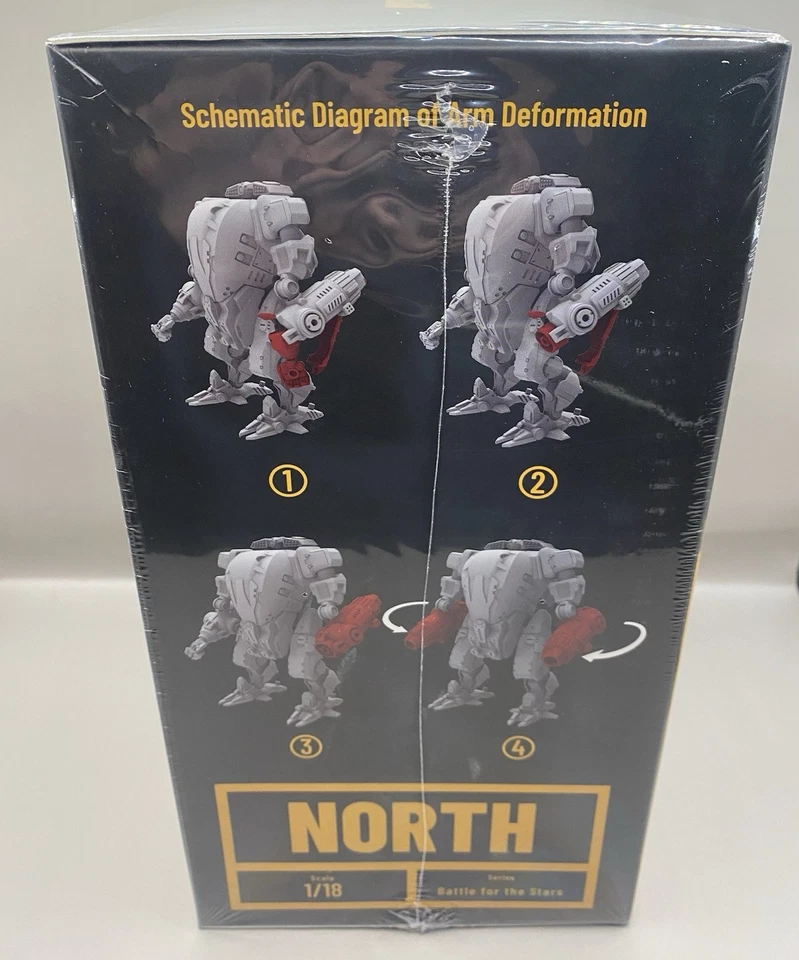 Schematic Diagram of Arm Deformation
① ②
③ ④
NORTH
Scale Series
1/18 Battle for the Stars